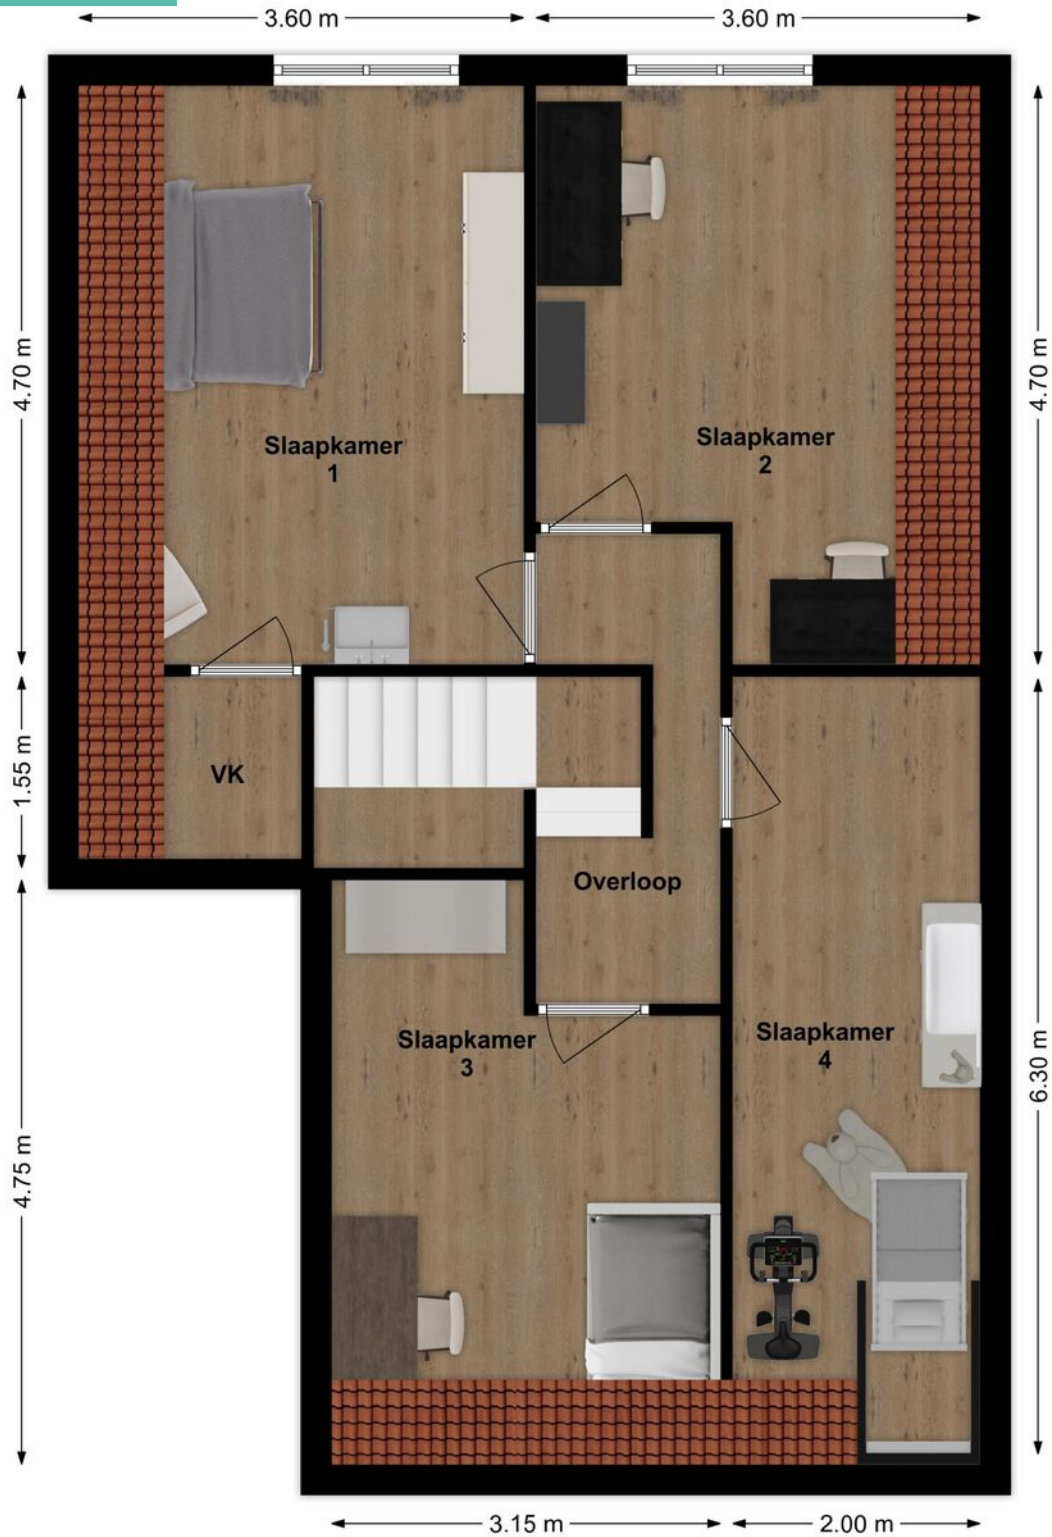 3.60 m
3.60 m
4.70 m
4.70 m
Slaapkamer
1
Slaapkamer
2
1.55 m
VK
Overloop
Slaapkamer
3
Slaapkamer
4
6.30 m
4.75 m
3.15 m
2.00 m